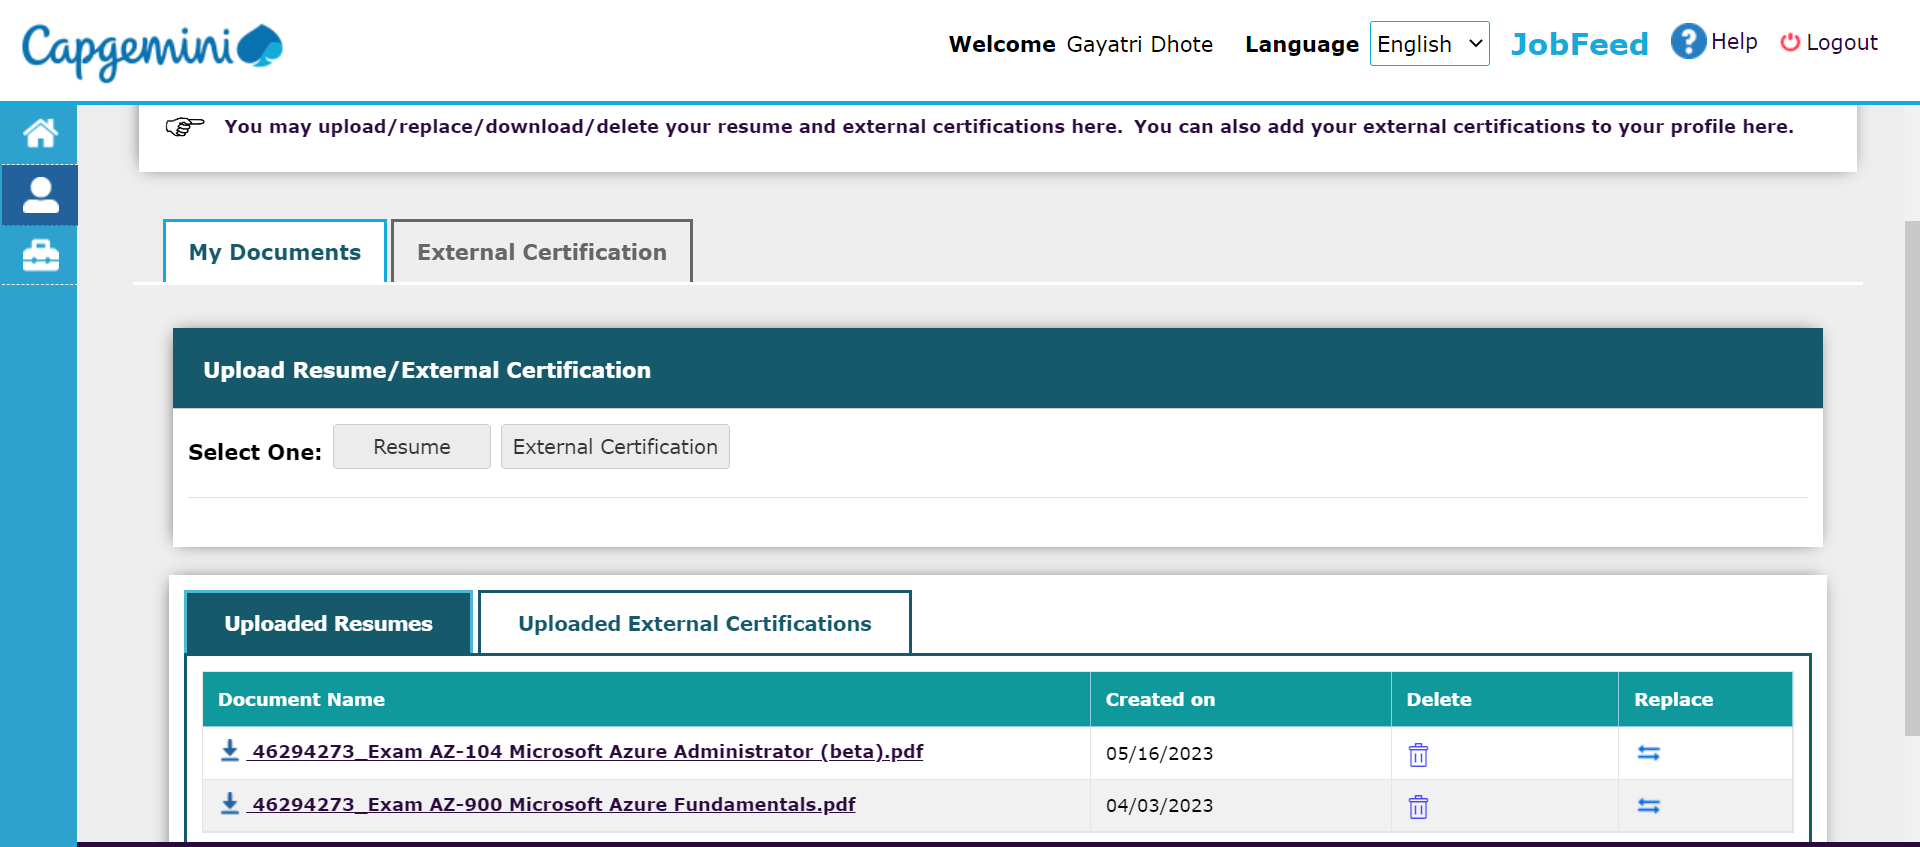 Capgemini
Welcome Gayatri Dhote Language English JobFeed ? Help Logout
You may upload/replace/download/delete your resume and external certifications here. You can also add your external certifications to your profile here.
My Documents External Certification
Upload Resume/External Certification
Select One: Resume External Certification
Uploaded Resumes Uploaded External Certifications
Document Name Created on Delete Replace
46294273_Exam AZ-104 Microsoft Azure Administrator (beta).pdf 05/16/2023
46294273_Exam AZ-900 Microsoft Azure Fundamentals.pdf 04/03/2023